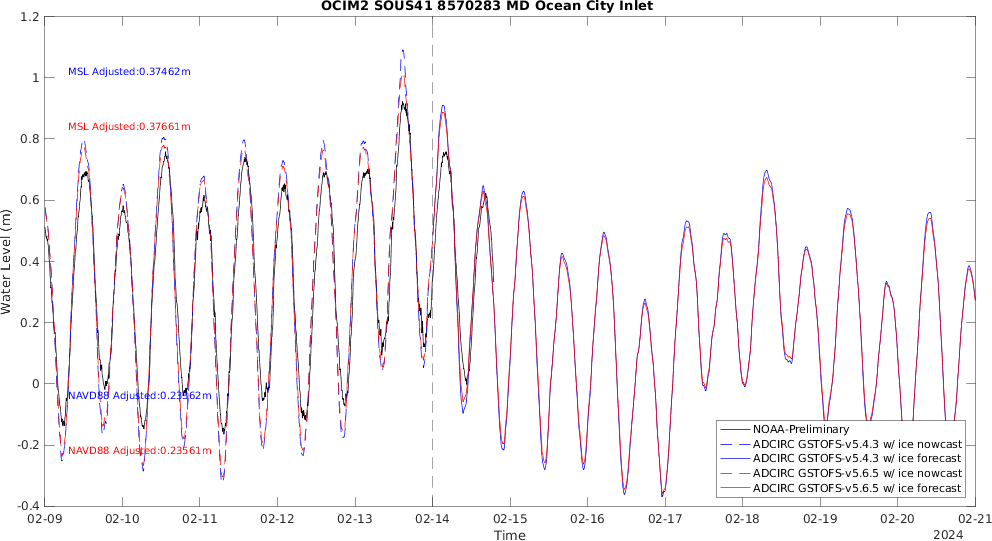 OCIM2 SOUS41 8570283 MD Ocean City Inlet
1.2
1
0.8
0.6
0.4
0.2
0
-0.2
-0.4
Water Level (m)
MSL Adjusted:0.37462m
MSL Adjusted:0.37661m
NAVD88 Adjusted:0.23562m
NAVD88 Adjusted:0.23561m
NOAA-Preliminary
ADCIRC GSTOFS-v5.4.3 w/ ice nowcast
ADCIRC GSTOFS-v5.4.3 w/ ice forecast
ADCIRC GSTOFS-v5.6.5 w/ ice nowcast
ADCIRC GSTOFS-v5.6.5 w/ ice forecast
02-09 02-10 02-11 02-12 02-13 02-14 02-15 02-16 02-17 02-18 02-19 02-20 02-21
Time
2024